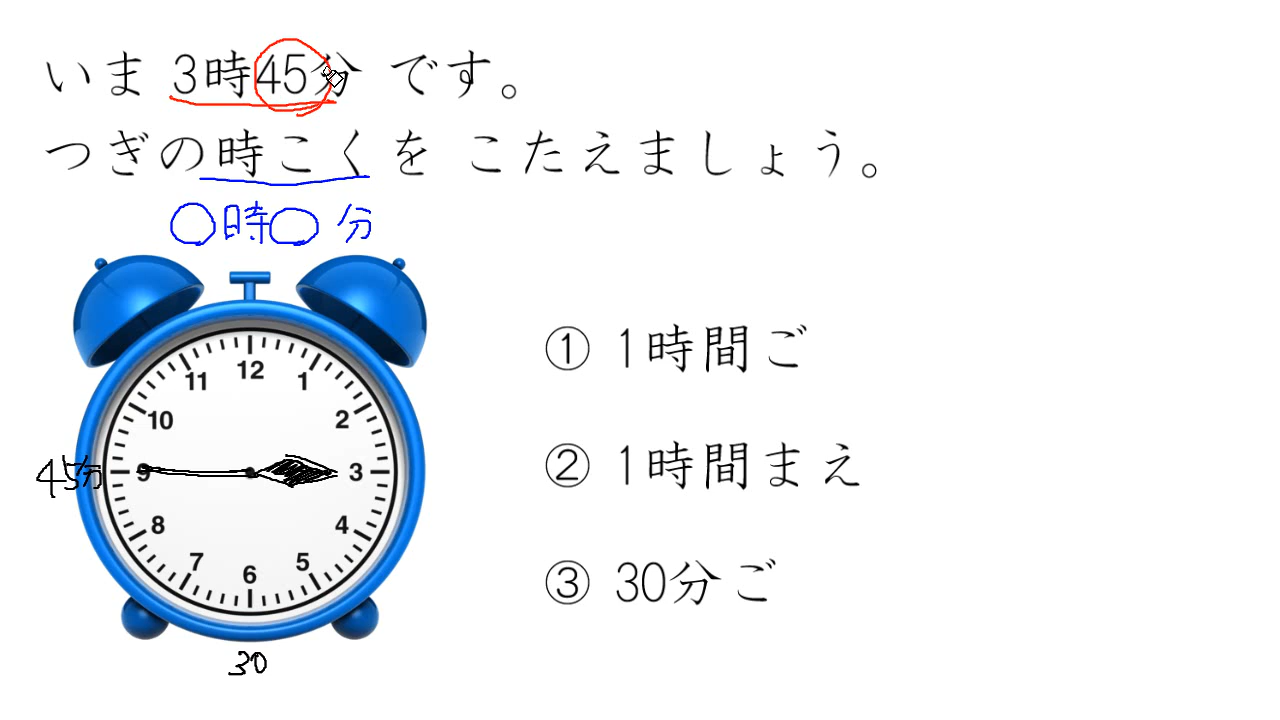 いま 3時45分 です。
つぎの時こくを こたえましょう。
〇時〇分
12
11
1
10
2
45分
9
3
8
4
7
5
6
30
① 1時間ご
② 1時間まえ
③ 30分ご